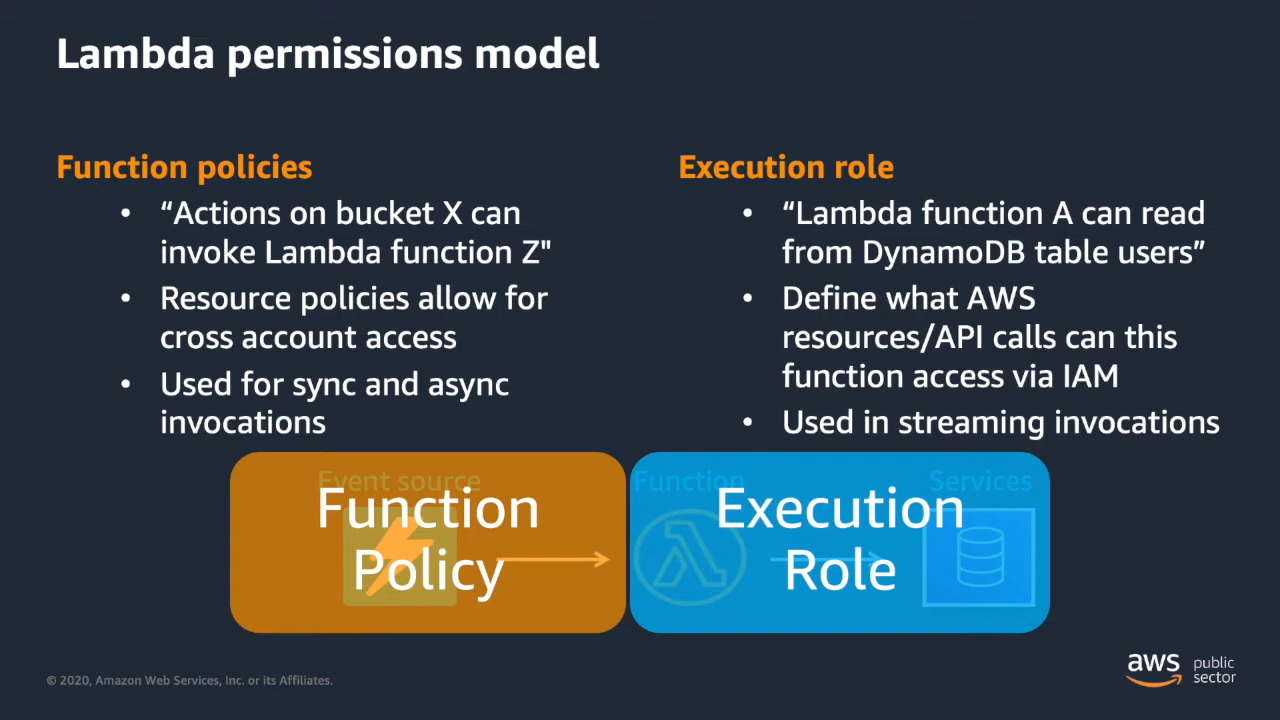 Lambda permissions model
Function policies
• “Actions on bucket X can
invoke Lambda function Z"
• Resource policies allow for
cross account access
• Used for sync and async
invocations
Execution role
• “Lambda function A can read
from DynamoDB table users”
• Define what AWS
resources/API calls can this
function access via IAM
• Used in streaming invocations
Event source
Function
Policy
Function
Services
Execution
Role
© 2020, Amazon Web Services, Inc. or its Affiliates.
aws public
sector